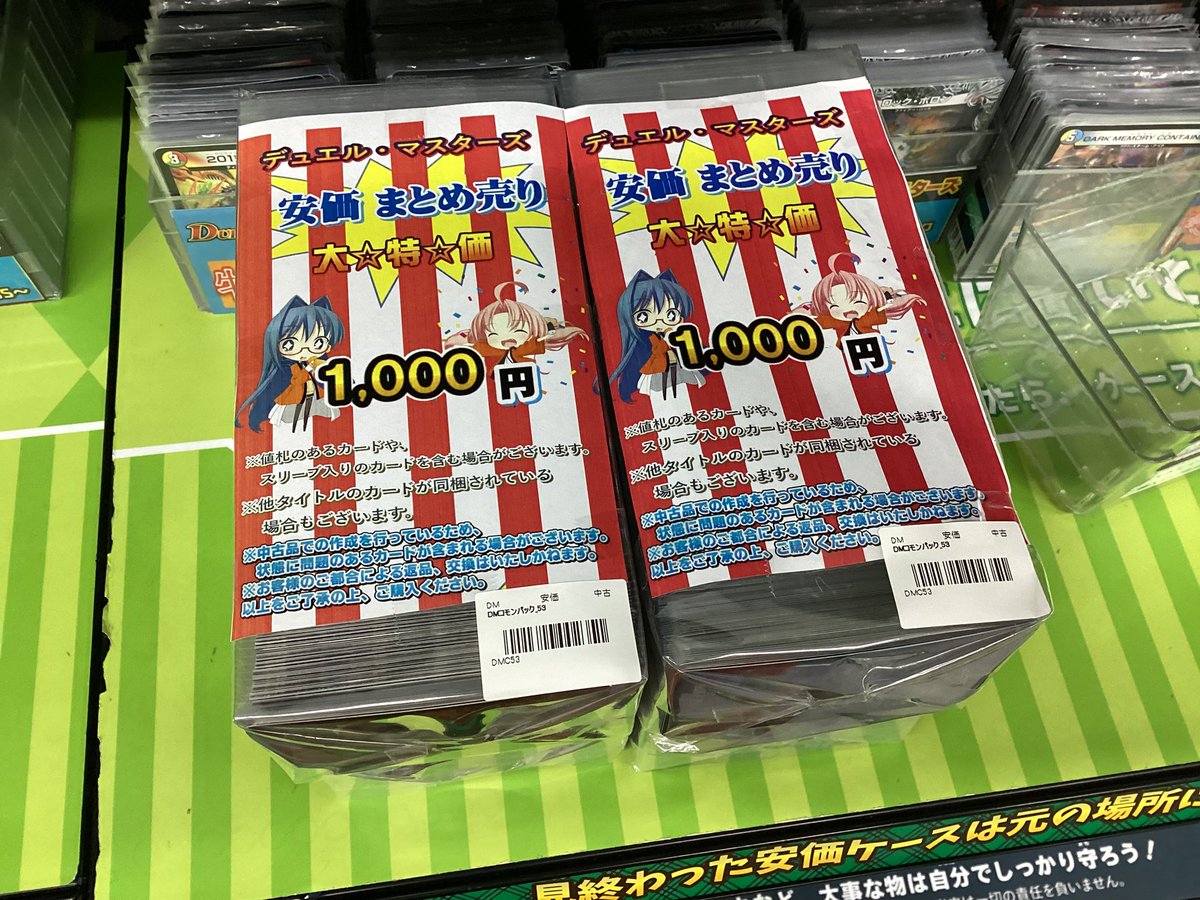 デュエル・マスターズ
安価 まとめ売り
大☆特☆価
1,000円
※値札のあるカードや、
スリーブ入りのカードを含む場合がございます。
※他タイトルのカードが同梱されている
場合もございます。
※中古品での作成を行っているため、
状態に問題のあるカードが含まれる場合がございます。
※お客様のご都合による返品、交換はいたしかねます。
以上をご了承の上、ご購入ください。
DM 安価 中古
DMコモンパック_53
DMC53
デュエル・マスターズ
安価 まとめ売り
大☆特☆価
1,000円
※値札のあるカードや、
スリーブ入りのカードを含む場合がございます。
※他タイトルのカードが同梱されている
場合もございます。
※中古品での作成を行っているため、
状態に問題のあるカードが含まれる場合がございます。
※お客様のご都合による返品、交換はいたしかねます。
以上をご了承の上、ご購入ください。
DM 安価 中古
DMコモンパック_53
DMC53
DARK MEMORY CONTAIN
見終わった安価ケースは元の場所に
大事な物は自分でしっかり守ろう！
一切の責任を負いません。